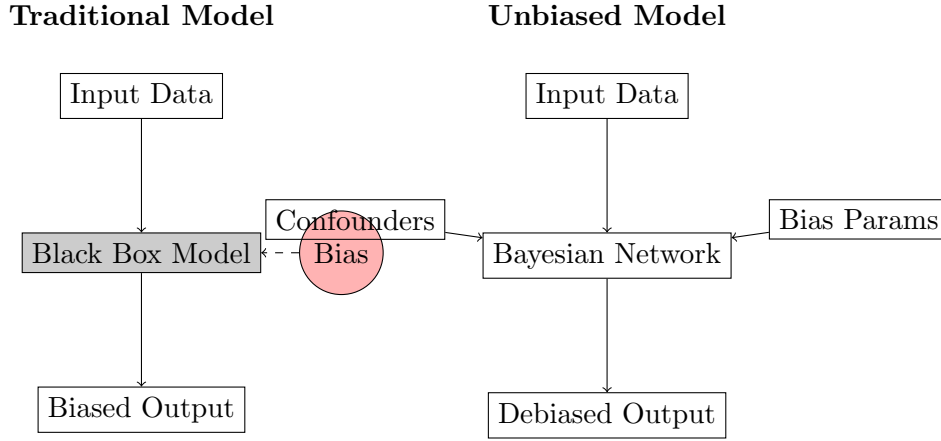 Traditional Model
Unbiased Model
Input Data
Input Data
Confounders
Bias Params
Black Box Model
Bias
Bayesian Network
Biased Output
Debiased Output